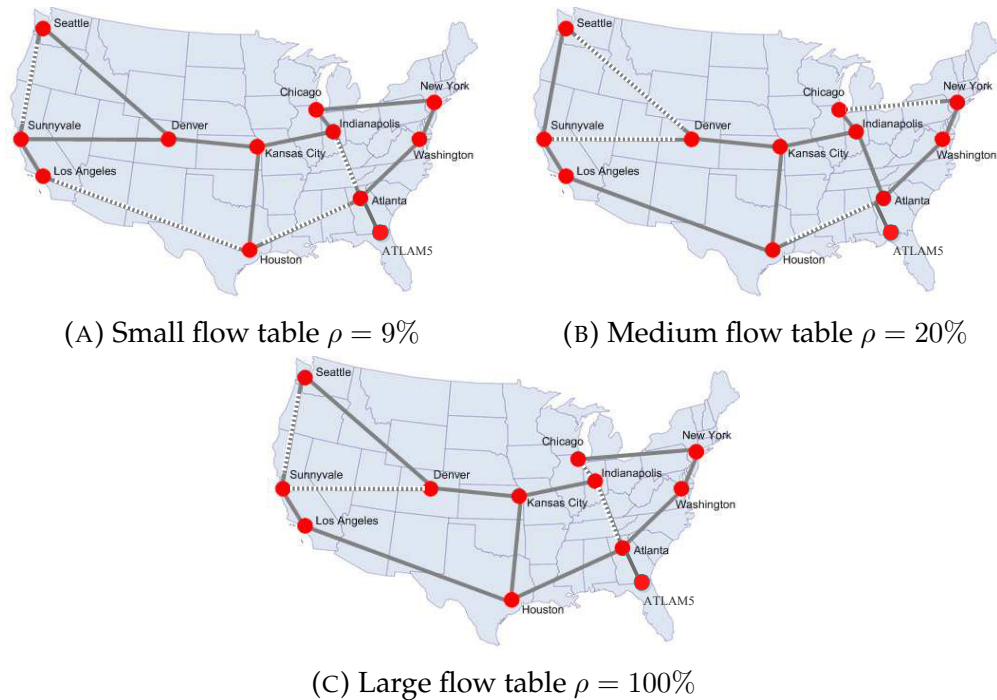 Seattle
New York
Chicago
Indianapolis
Sunnyvale
Denver
Kansas City
Washington
Los Angeles
Atlanta
Houston
ATLAM5
(A) Small flow table ρ = 9%
Seattle
New York
Chicago
Indianapolis
Sunnyvale
Denver
Kansas City
Washington
Los Angeles
Atlanta
Houston
ATLAM5
(B) Medium flow table ρ = 20%
Seattle
New York
Chicago
Indianapolis
Sunnyvale
Denver
Kansas City
Washington
Los Angeles
Atlanta
Houston
ATLAM5
(C) Large flow table ρ = 100%